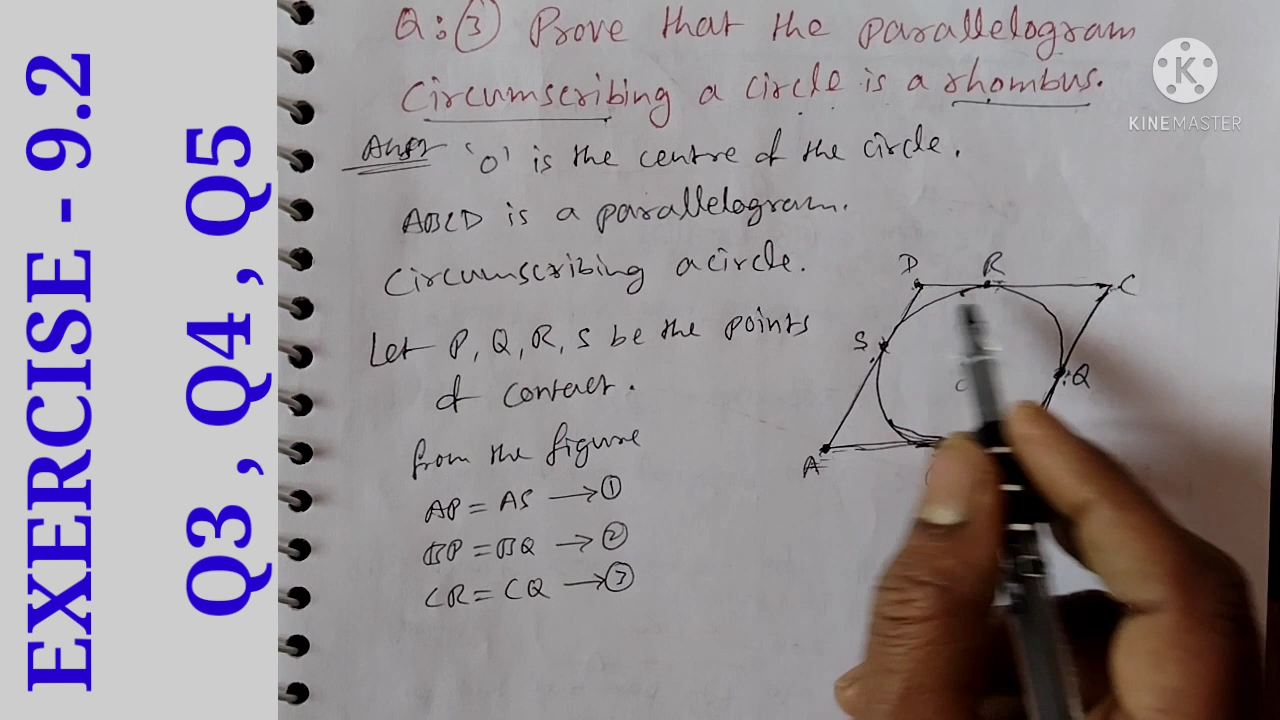 EXERCISE - 9.2
Q3 , Q4 , Q5
Q: ③ Prove that the parallelogram
Circumscribing a circle is a rhombus.
'O' is the centre of the circle.
ABCD is a parallelogram.
Circumscribing a circle.
Let P, Q, R, S be the points
of contact.
from the figure
AP = AS → ①
BP = BQ → ②
CR = CQ → ③
D R C
S
Q
A
K
KINEMASTER